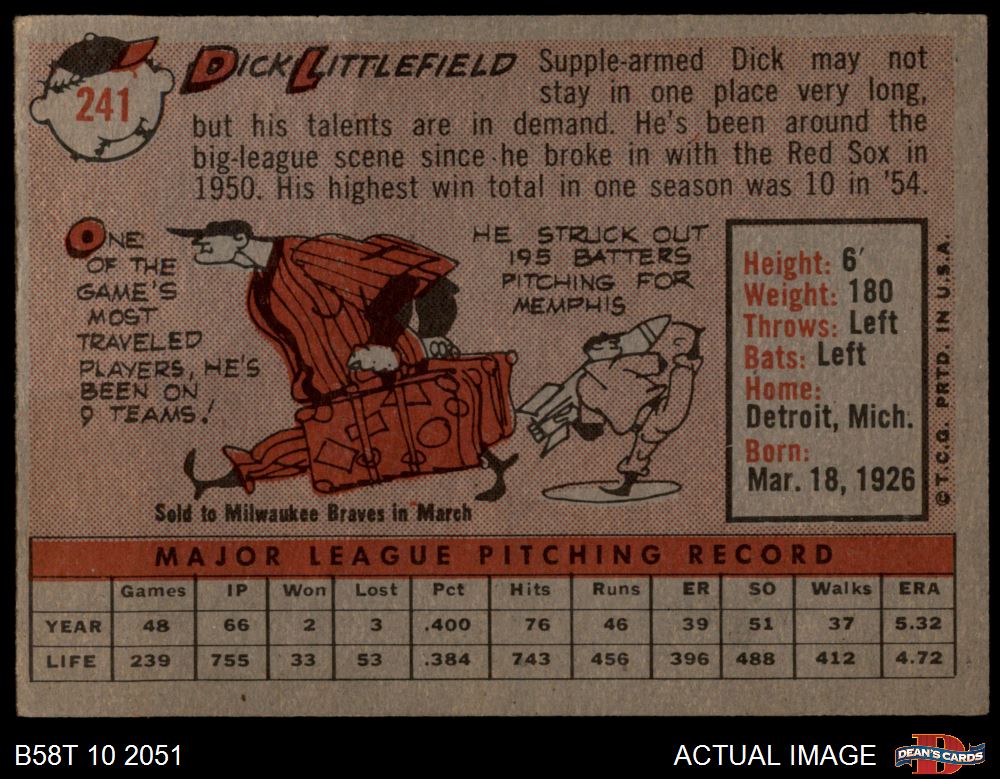 241
DICK LITTLEFIELD
Supple-armed Dick may not
stay in one place very long,
but his talents are in demand. He's been around the
big-league scene since he broke in with the Red Sox in
1950. His highest win total in one season was 10 in '54.
ONE
OF THE
GAME'S
MOST
TRAVELED
PLAYERS, HE'S
BEEN ON
9 TEAMS!
HE STRUCK OUT
195 BATTERS
PITCHING FOR
MEMPHIS
Sold to Milwaukee Braves in March
Height: 6'
Weight: 180
Throws: Left
Bats: Left
Home:
Detroit, Mich.
Born:
Mar. 18, 1926
© T.C.G. PRTD. IN U.S.A.
MAJOR LEAGUE PITCHING RECORD
Games IP Won Lost Pct Hits Runs ER SO Walks ERA
YEAR 48 66 2 3 .400 76 46 39 51 37 5.32
LIFE 239 755 33 53 .384 743 456 396 488 412 4.72
B58T 10 2051
ACTUAL IMAGE
DEAN'S CARDS